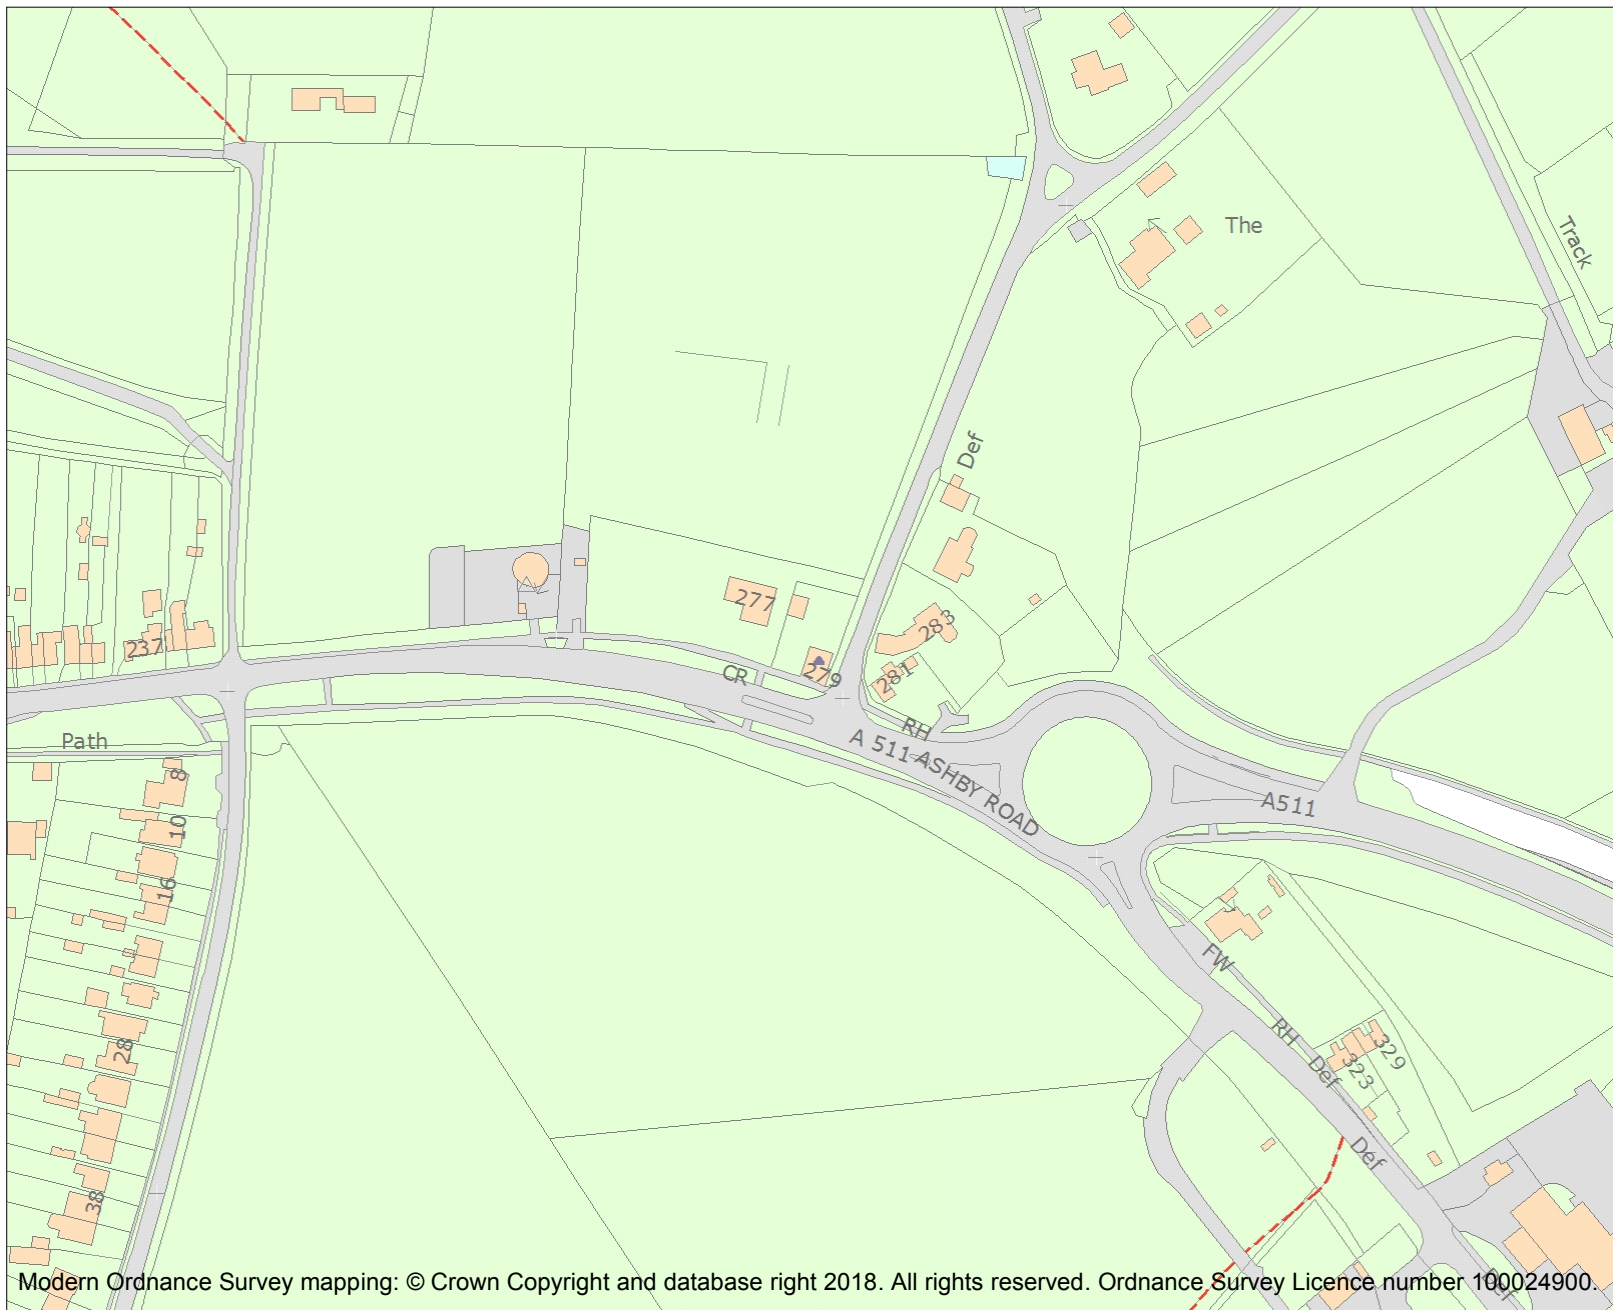 The
Track
Def
277
CR
279
283
281
RH
237
Path
A 511 ASHBY ROAD
A511
8
10
16
28
38
FW
RH
Def
323
329
Def
Def
Modern Ordnance Survey mapping: © Crown Copyright and database right 2018. All rights reserved. Ordnance Survey Licence number 100024900.